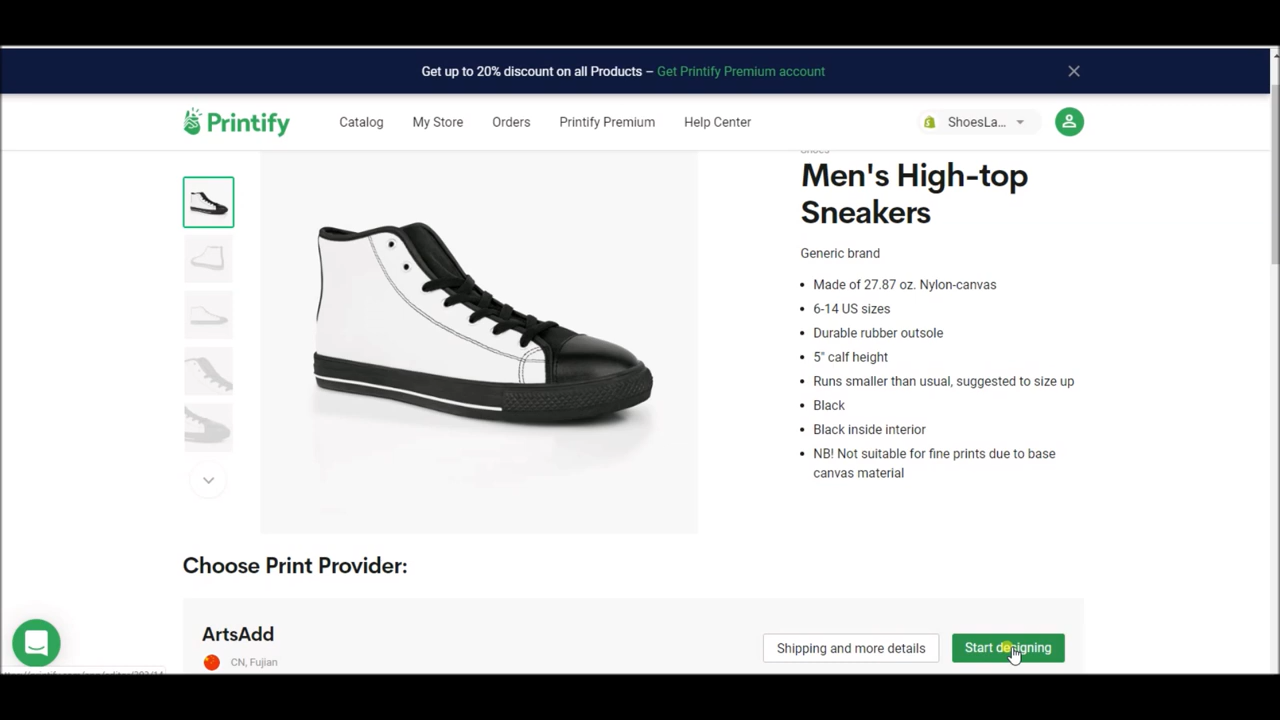 Get up to 20% discount on all Products – Get Printify Premium account
Printify
Catalog
My Store
Orders
Printify Premium
Help Center
ShoesLa...
Shoes
Men's High-top
Sneakers
Generic brand
Made of 27.87 oz. Nylon-canvas
6-14 US sizes
Durable rubber outsole
5" calf height
Runs smaller than usual, suggested to size up
Black
Black inside interior
NB! Not suitable for fine prints due to base
canvas material
Choose Print Provider:
ArtsAdd
CN, Fujian
Shipping and more details
Start designing